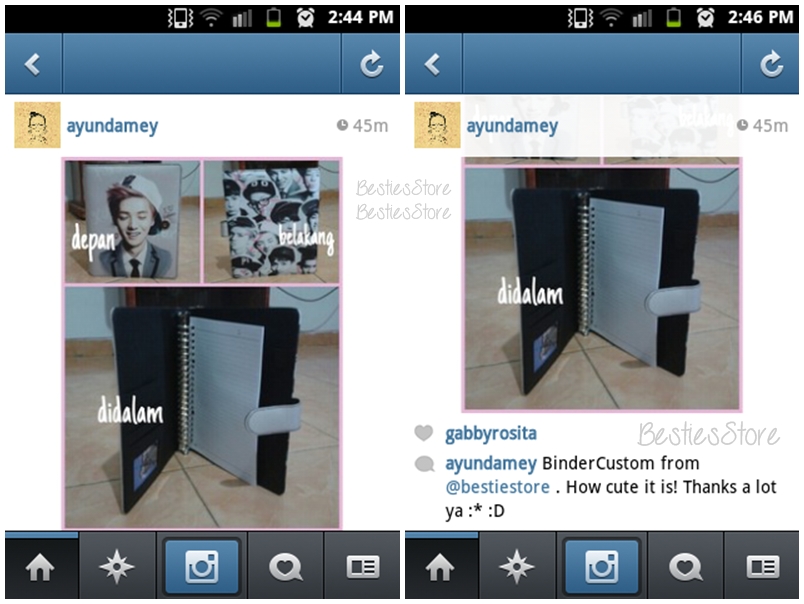 2:44 PM
ayundamey
45m
BestiesStore
BestiesStore
depan
belakang
didalam
2:46 PM
ayundamey
45m
didalam
gabbyrosita
BestiesStore
ayundamey BinderCustom from
@bestiestore . How cute it is! Thanks a lot
ya :* :D